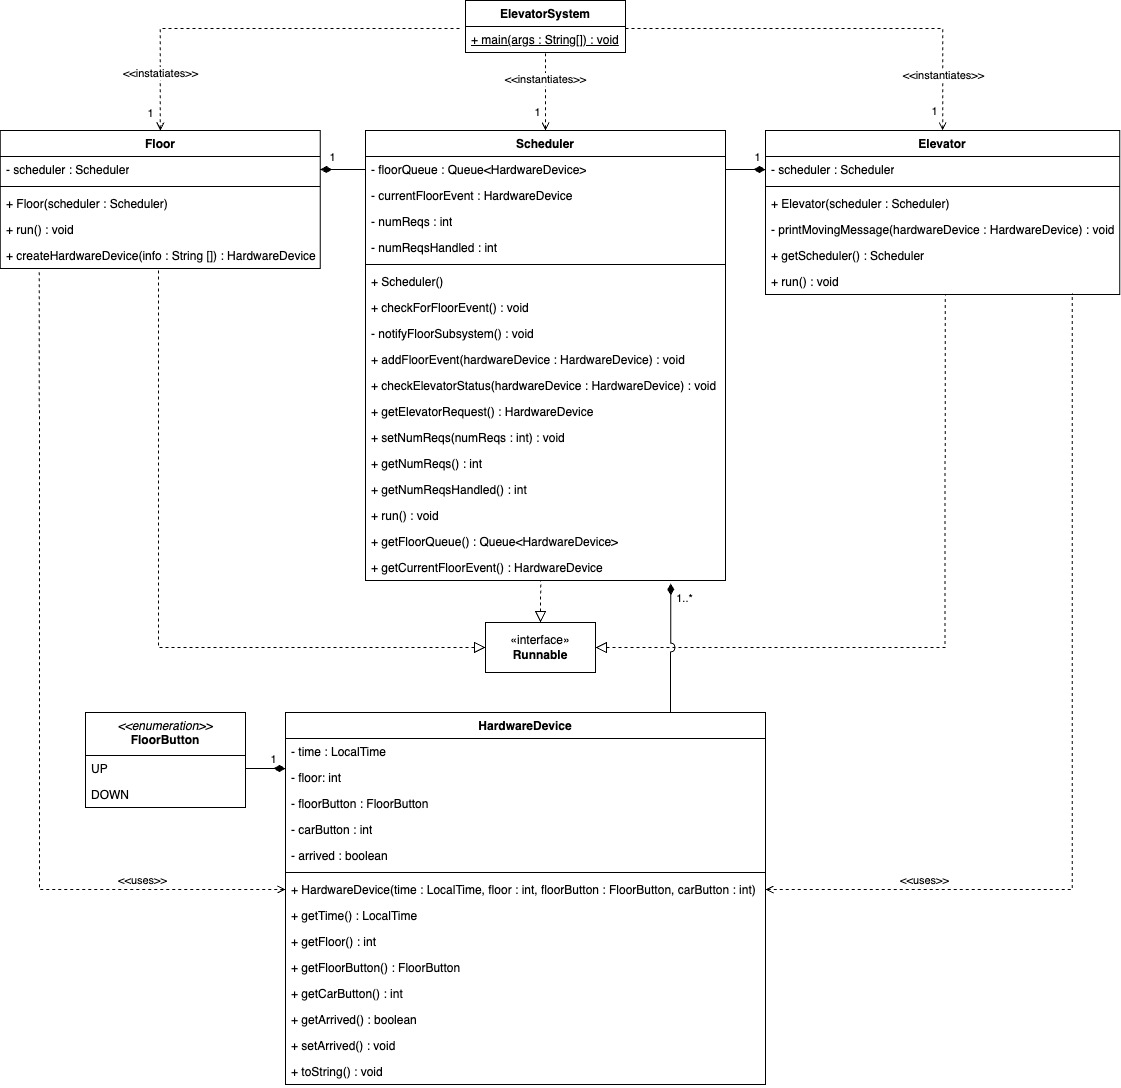 ElevatorSystem
+ main(args : String[]) : void
<<instatiates>>
<<instantiates>>
<<instantiates>>
1
1
1
Floor
- scheduler : Scheduler
+ Floor(scheduler : Scheduler)
+ run() : void
+ createHardwareDevice(info : String []) : HardwareDevice
1
Scheduler
- floorQueue : Queue<HardwareDevice>
- currentFloorEvent : HardwareDevice
- numReqs : int
- numReqsHandled : int
+ Scheduler()
+ checkForFloorEvent() : void
- notifyFloorSubsystem() : void
+ addFloorEvent(hardwareDevice : HardwareDevice) : void
+ checkElevatorStatus(hardwareDevice : HardwareDevice) : void
+ getElevatorRequest() : HardwareDevice
+ setNumReqs(numReqs : int) : void
+ getNumReqs() : int
+ getNumReqsHandled() : int
+ run() : void
+ getFloorQueue() : Queue<HardwareDevice>
+ getCurrentFloorEvent() : HardwareDevice
1
Elevator
- scheduler : Scheduler
+ Elevator(scheduler : Scheduler)
- printMovingMessage(hardwareDevice : HardwareDevice) : void
+ getScheduler() : Scheduler
+ run() : void
1..*
«interface»
Runnable
<<enumeration>>
FloorButton
UP
DOWN
1
HardwareDevice
- time : LocalTime
- floor: int
- floorButton : FloorButton
- carButton : int
- arrived : boolean
+ HardwareDevice(time : LocalTime, floor : int, floorButton : FloorButton, carButton : int)
+ getTime() : LocalTime
+ getFloor() : int
+ getFloorButton() : FloorButton
+ getCarButton() : int
+ getArrived() : boolean
+ setArrived() : void
+ toString() : void
<<uses>>
<<uses>>